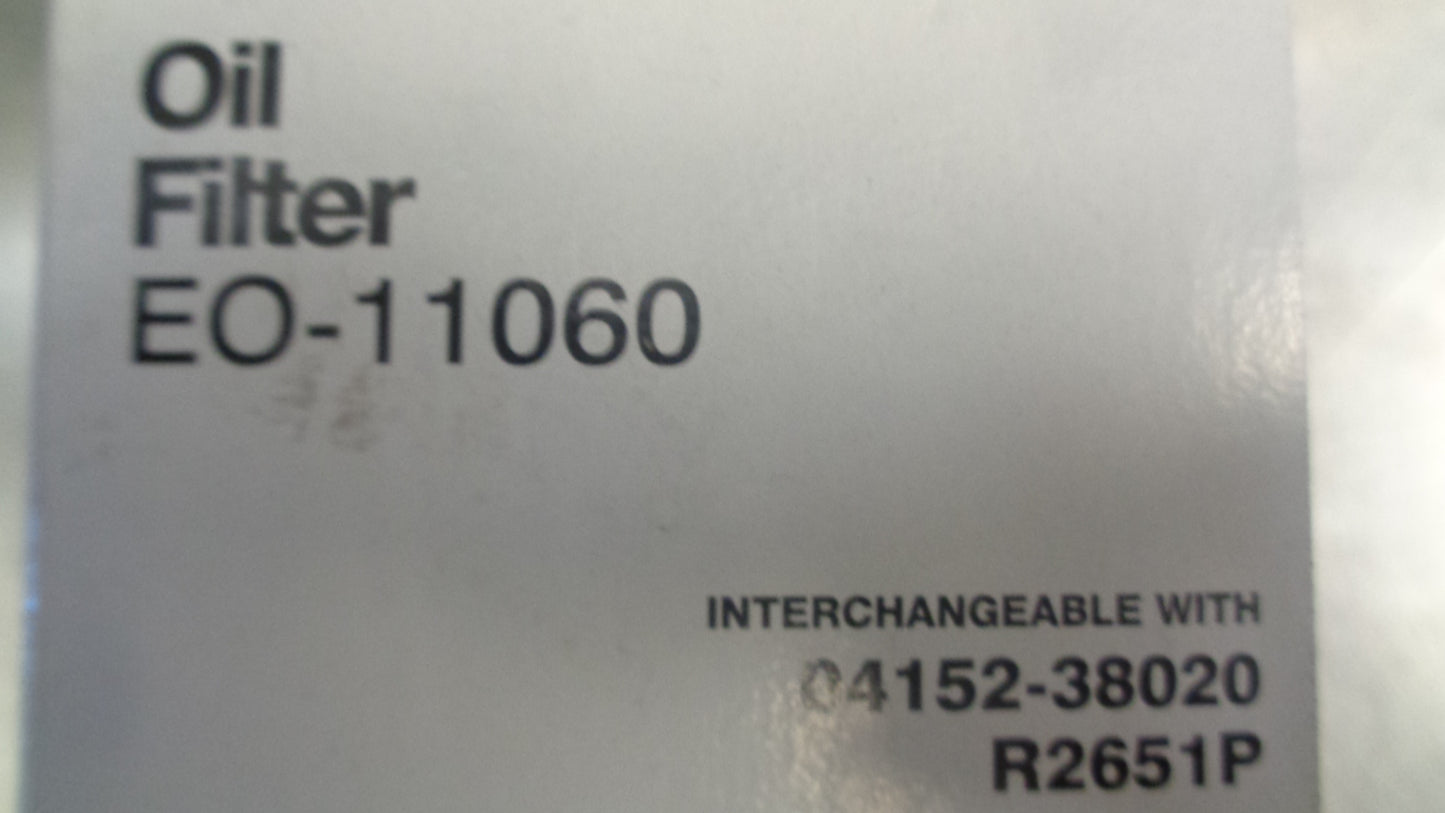 Oil
Filter
EO-11060
INTERCHANGEABLE WITH
04152-38020
R2651P